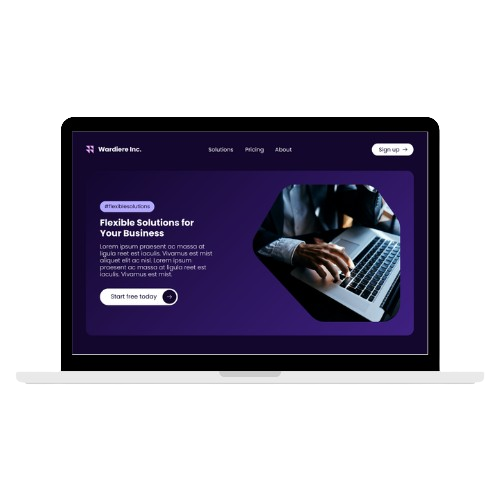 Wardiere Inc.
Solutions Pricing About
Sign up
#flexiblesolutions
Flexible Solutions for
Your Business
Lorem ipsum praesent ac massa at
ligula reet est iaculis. Vivamus est mist
aliquet elit ac nisl. Lorem ipsum
praesent ac massa at ligula reet est
iaculis. Vivamus est mist.
Start free today